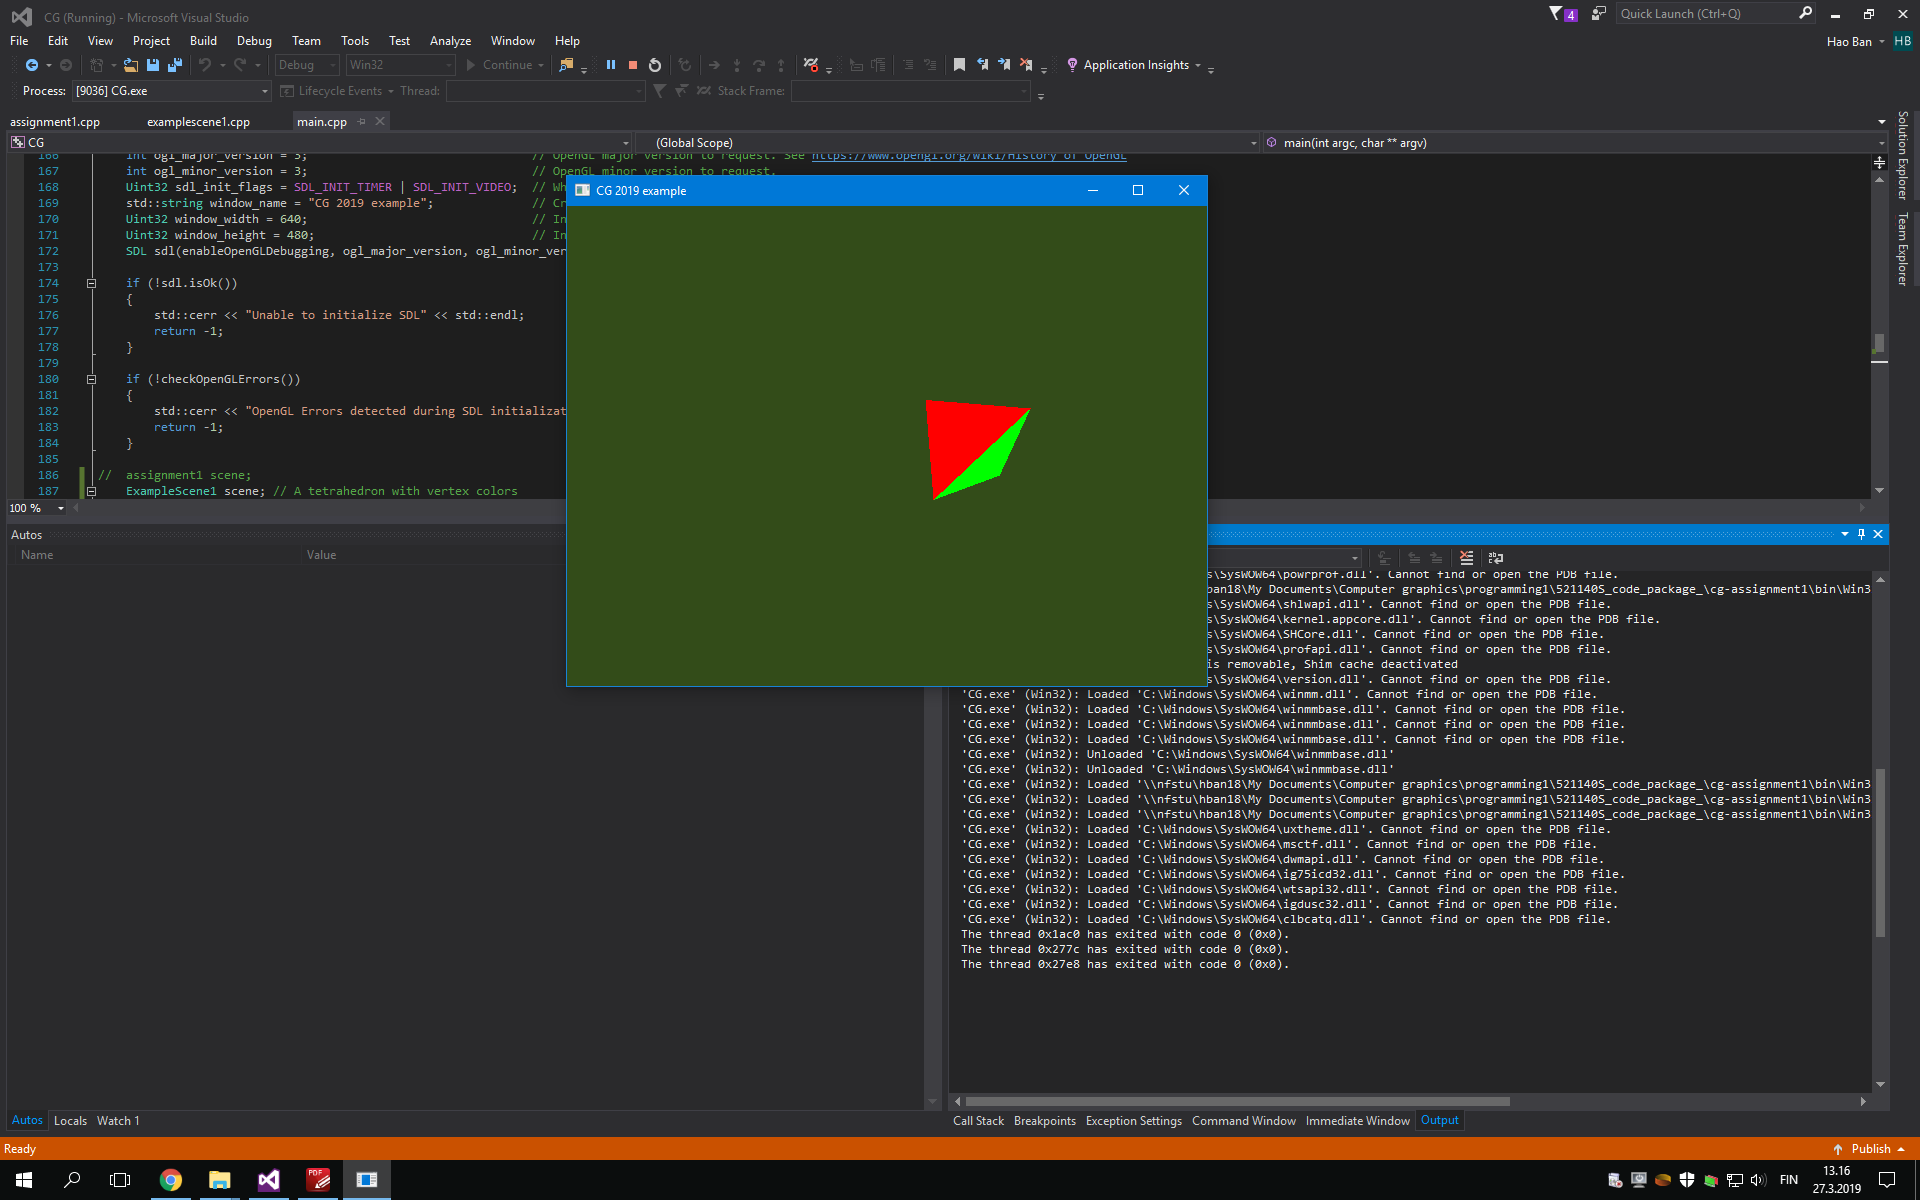 CG (Running) - Microsoft Visual Studio
4
Quick Launch (Ctrl+Q)
File Edit View Project Build Debug Team Tools Test Analyze Window Help
Hao Ban HB
Debug Win32 Continue Application Insights
Process: [9036] CG.exe Lifecycle Events Thread: Stack Frame:
assignment1.cpp examplescene1.cpp main.cpp
CG (Global Scope) main(int argc, char ** argv)
166 int ogl_major_version = 3; // OpenGL major version to request. See https://www.opengl.org/wiki/History_of_OpenGL
167 int ogl_minor_version = 3; // OpenGL minor version to request.
168 Uint32 sdl_init_flags = SDL_INIT_TIMER | SDL_INIT_VIDEO; // Wh
169 std::string window_name = "CG 2019 example"; // Cr
170 Uint32 window_width = 640; // In
171 Uint32 window_height = 480; // In
172 SDL sdl(enableOpenGLDebugging, ogl_major_version, ogl_minor_ver
173
174 if (!sdl.isOk())
175 {
176 std::cerr << "Unable to initialize SDL" << std::endl;
177 return -1;
178 }
179
180 if (!checkOpenGLErrors())
181 {
182 std::cerr << "OpenGL Errors detected during SDL initializat
183 return -1;
184 }
185
186 // assignment1 scene;
187 ExampleScene1 scene; // A tetrahedron with vertex colors
100 %
CG 2019 example
Solution Explorer
Team Explorer
Autos
Name Value
s\SysWOW64\powrprof.dll'. Cannot find or open the PDB file.
ban18\My Documents\Computer graphics\programming1\521140S_code_package_\cg-assignment1\bin\Win3
s\SysWOW64\shlwapi.dll'. Cannot find or open the PDB file.
s\SysWOW64\kernel.appcore.dll'. Cannot find or open the PDB file.
s\SysWOW64\SHCore.dll'. Cannot find or open the PDB file.
s\SysWOW64\profapi.dll'. Cannot find or open the PDB file.
is removable, Shim cache deactivated
s\SysWOW64\version.dll'. Cannot find or open the PDB file.
'CG.exe' (Win32): Loaded 'C:\Windows\SysWOW64\winmm.dll'. Cannot find or open the PDB file.
'CG.exe' (Win32): Loaded 'C:\Windows\SysWOW64\winmmbase.dll'. Cannot find or open the PDB file.
'CG.exe' (Win32): Loaded 'C:\Windows\SysWOW64\winmmbase.dll'. Cannot find or open the PDB file.
'CG.exe' (Win32): Loaded 'C:\Windows\SysWOW64\winmmbase.dll'. Cannot find or open the PDB file.
'CG.exe' (Win32): Unloaded 'C:\Windows\SysWOW64\winmmbase.dll'
'CG.exe' (Win32): Unloaded 'C:\Windows\SysWOW64\winmmbase.dll'
'CG.exe' (Win32): Loaded '\\nfstu\hban18\My Documents\Computer graphics\programming1\521140S_code_package_\cg-assignment1\bin\Win3
'CG.exe' (Win32): Loaded '\\nfstu\hban18\My Documents\Computer graphics\programming1\521140S_code_package_\cg-assignment1\bin\Win3
'CG.exe' (Win32): Loaded '\\nfstu\hban18\My Documents\Computer graphics\programming1\521140S_code_package_\cg-assignment1\bin\Win3
'CG.exe' (Win32): Loaded 'C:\Windows\SysWOW64\uxtheme.dll'. Cannot find or open the PDB file.
'CG.exe' (Win32): Loaded 'C:\Windows\SysWOW64\msctf.dll'. Cannot find or open the PDB file.
'CG.exe' (Win32): Loaded 'C:\Windows\SysWOW64\dwmapi.dll'. Cannot find or open the PDB file.
'CG.exe' (Win32): Loaded 'C:\Windows\SysWOW64\ig75icd32.dll'. Cannot find or open the PDB file.
'CG.exe' (Win32): Loaded 'C:\Windows\SysWOW64\wtsapi32.dll'. Cannot find or open the PDB file.
'CG.exe' (Win32): Loaded 'C:\Windows\SysWOW64\igdusc32.dll'. Cannot find or open the PDB file.
'CG.exe' (Win32): Loaded 'C:\Windows\SysWOW64\clbcatq.dll'. Cannot find or open the PDB file.
The thread 0x1ac0 has exited with code 0 (0x0).
The thread 0x277c has exited with code 0 (0x0).
The thread 0x27e8 has exited with code 0 (0x0).
Autos Locals Watch 1
Call Stack Breakpoints Exception Settings Command Window Immediate Window Output
Ready
Publish
PDF
FIN
13.16
27.3.2019